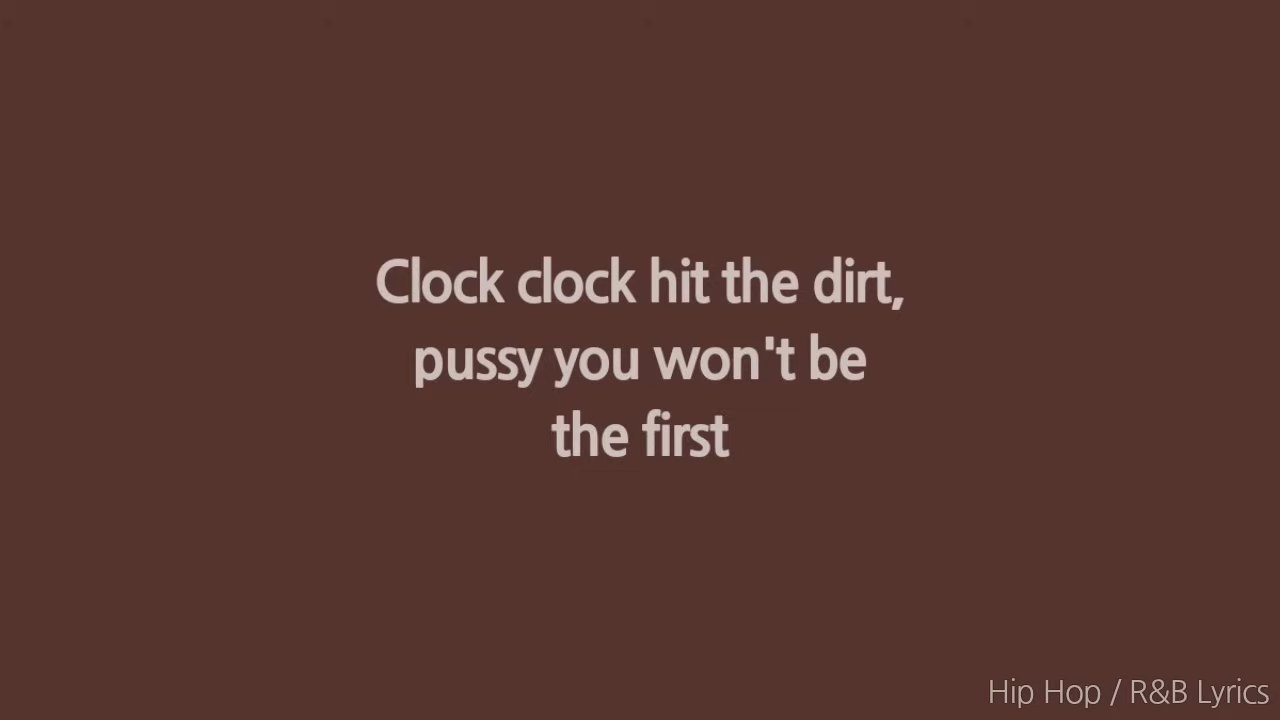 Clock clock hit the dirt,
pussy you won't be
the first
Hip Hop / R&B Lyrics